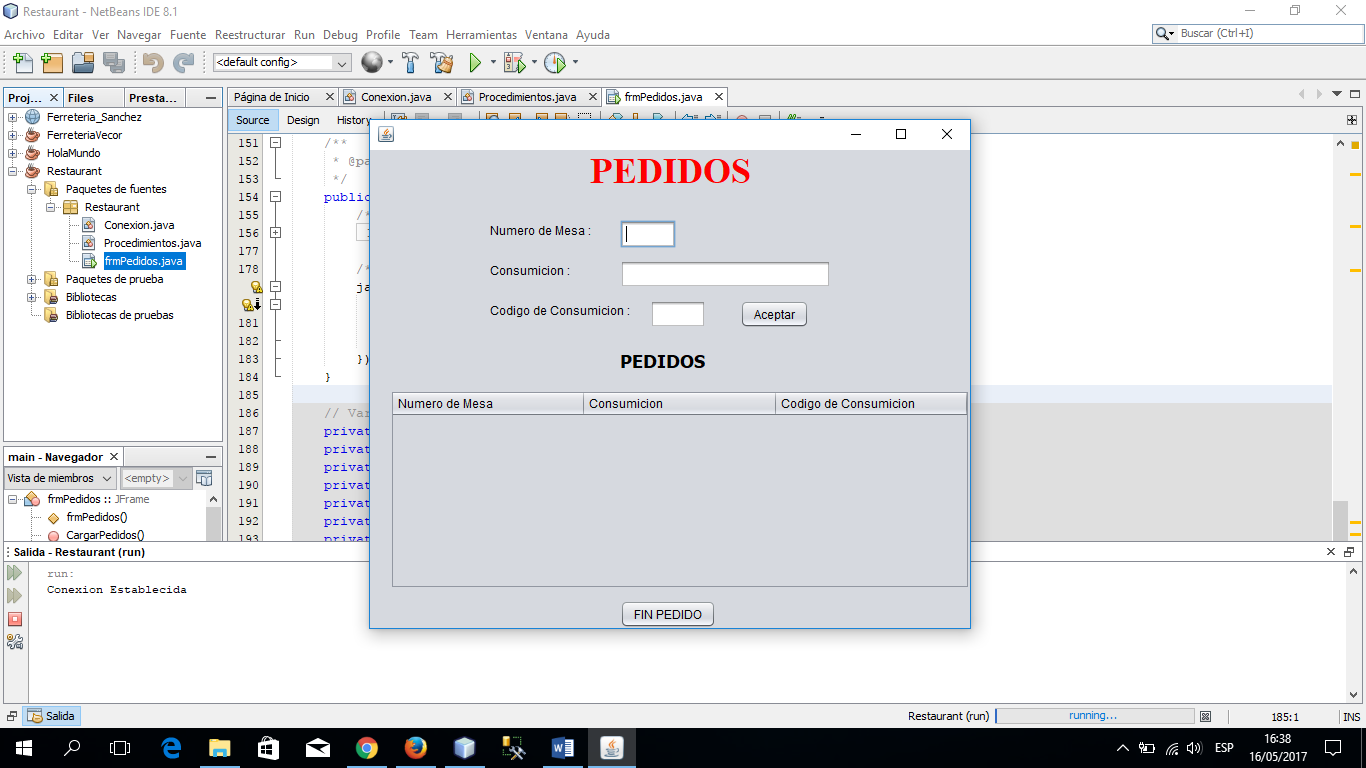 Restaurant - NetBeans IDE 8.1
Archivo Editar Ver Navegar Fuente Reestructurar Run Debug Profile Team Herramientas Ventana Ayuda
Buscar (Ctrl+I)
<default config>
Proj... Files Presta...
Página de Inicio Conexion.java Procedimientos.java frmPedidos.java
Source Design History
Ferreteria_Sanchez
FerreteriaVecor
HolaMundo
Restaurant
Paquetes de fuentes
Restaurant
Conexion.java
Procedimientos.java
frmPedidos.java
Paquetes de prueba
Bibliotecas
Bibliotecas de pruebas
main - Navegador
Vista de miembros <empty>
frmPedidos :: JFrame
frmPedidos()
CargarPedidos()
151 /**
152 * @pa
153 */
154 public
155 /*
156
177
178 /*
ja
181
182
183 })
184 }
185
186 // Var
187 privat
188 privat
189 privat
190 privat
191 privat
192 privat
193 privat
PEDIDOS
Numero de Mesa :
Consumicion :
Codigo de Consumicion :
Aceptar
PEDIDOS
Numero de Mesa Consumicion Codigo de Consumicion
FIN PEDIDO
Salida - Restaurant (run)
run:
Conexion Establecida
Salida
Restaurant (run) running... 185:1 INS
ESP
16:38
16/05/2017